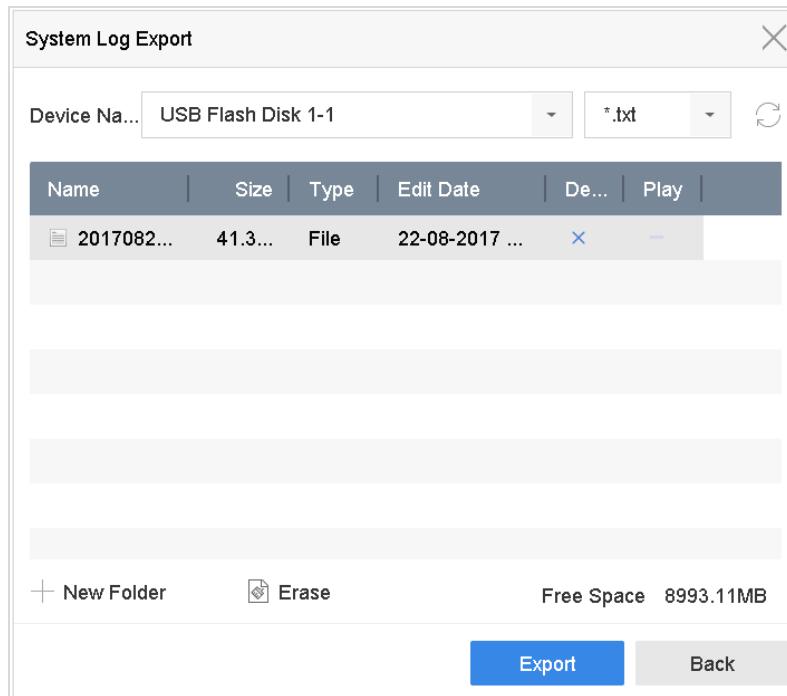 System Log Export
Device Na... USB Flash Disk 1-1 *.txt
Name Size Type Edit Date De... Play
2017082... 41.3... File 22-08-2017 ...
New Folder Erase Free Space 8993.11MB
Export Back